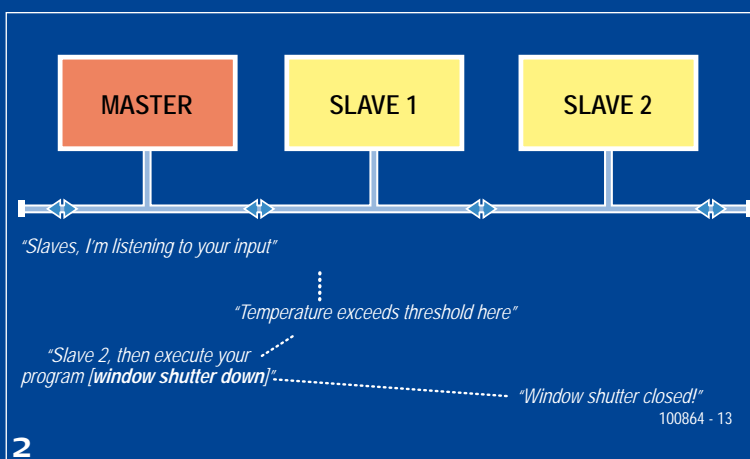 MASTER
SLAVE 1
SLAVE 2
“Slaves, I’m listening to your input”
“Temperature exceeds threshold here”
“Slave 2, then execute your
program [window shutter down]”
“Window shutter closed!”
100864 - 13
2